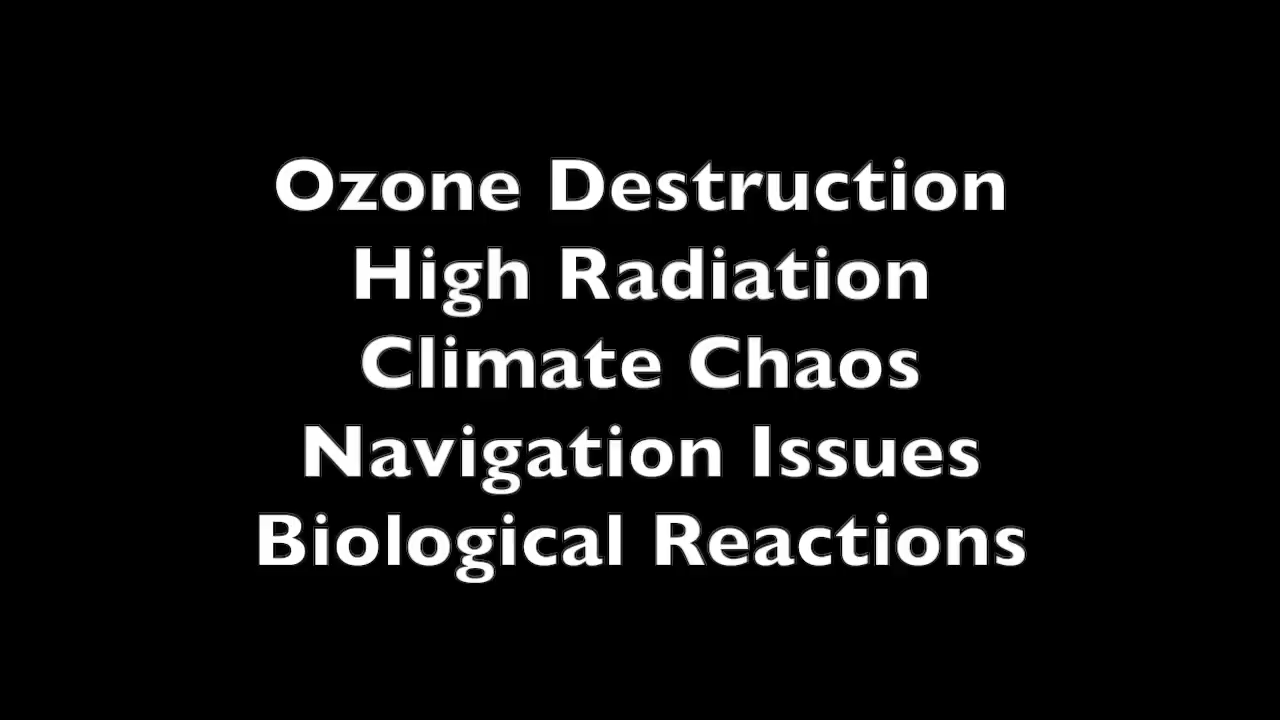 Ozone Destruction
High Radiation
Climate Chaos
Navigation Issues
Biological Reactions